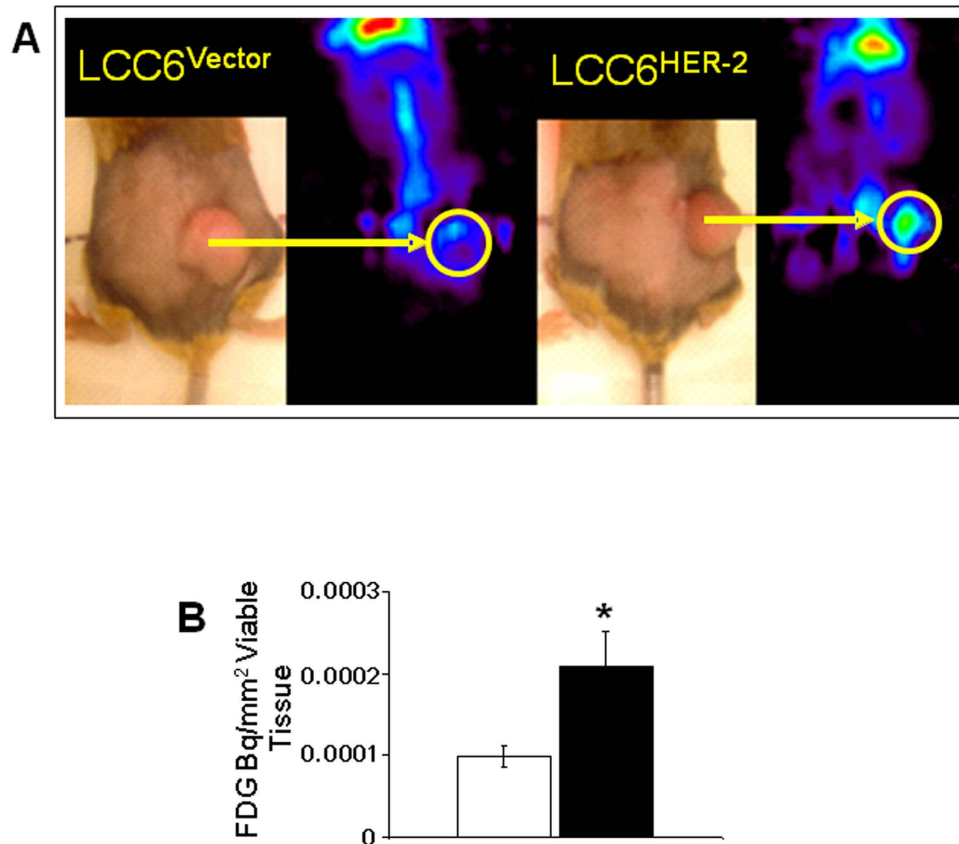 A
LCC6Vector
LCC6HER-2
B
FDG Bq/mm² Viable
Tissue
0.0003
0.0002
0.0001
0
*